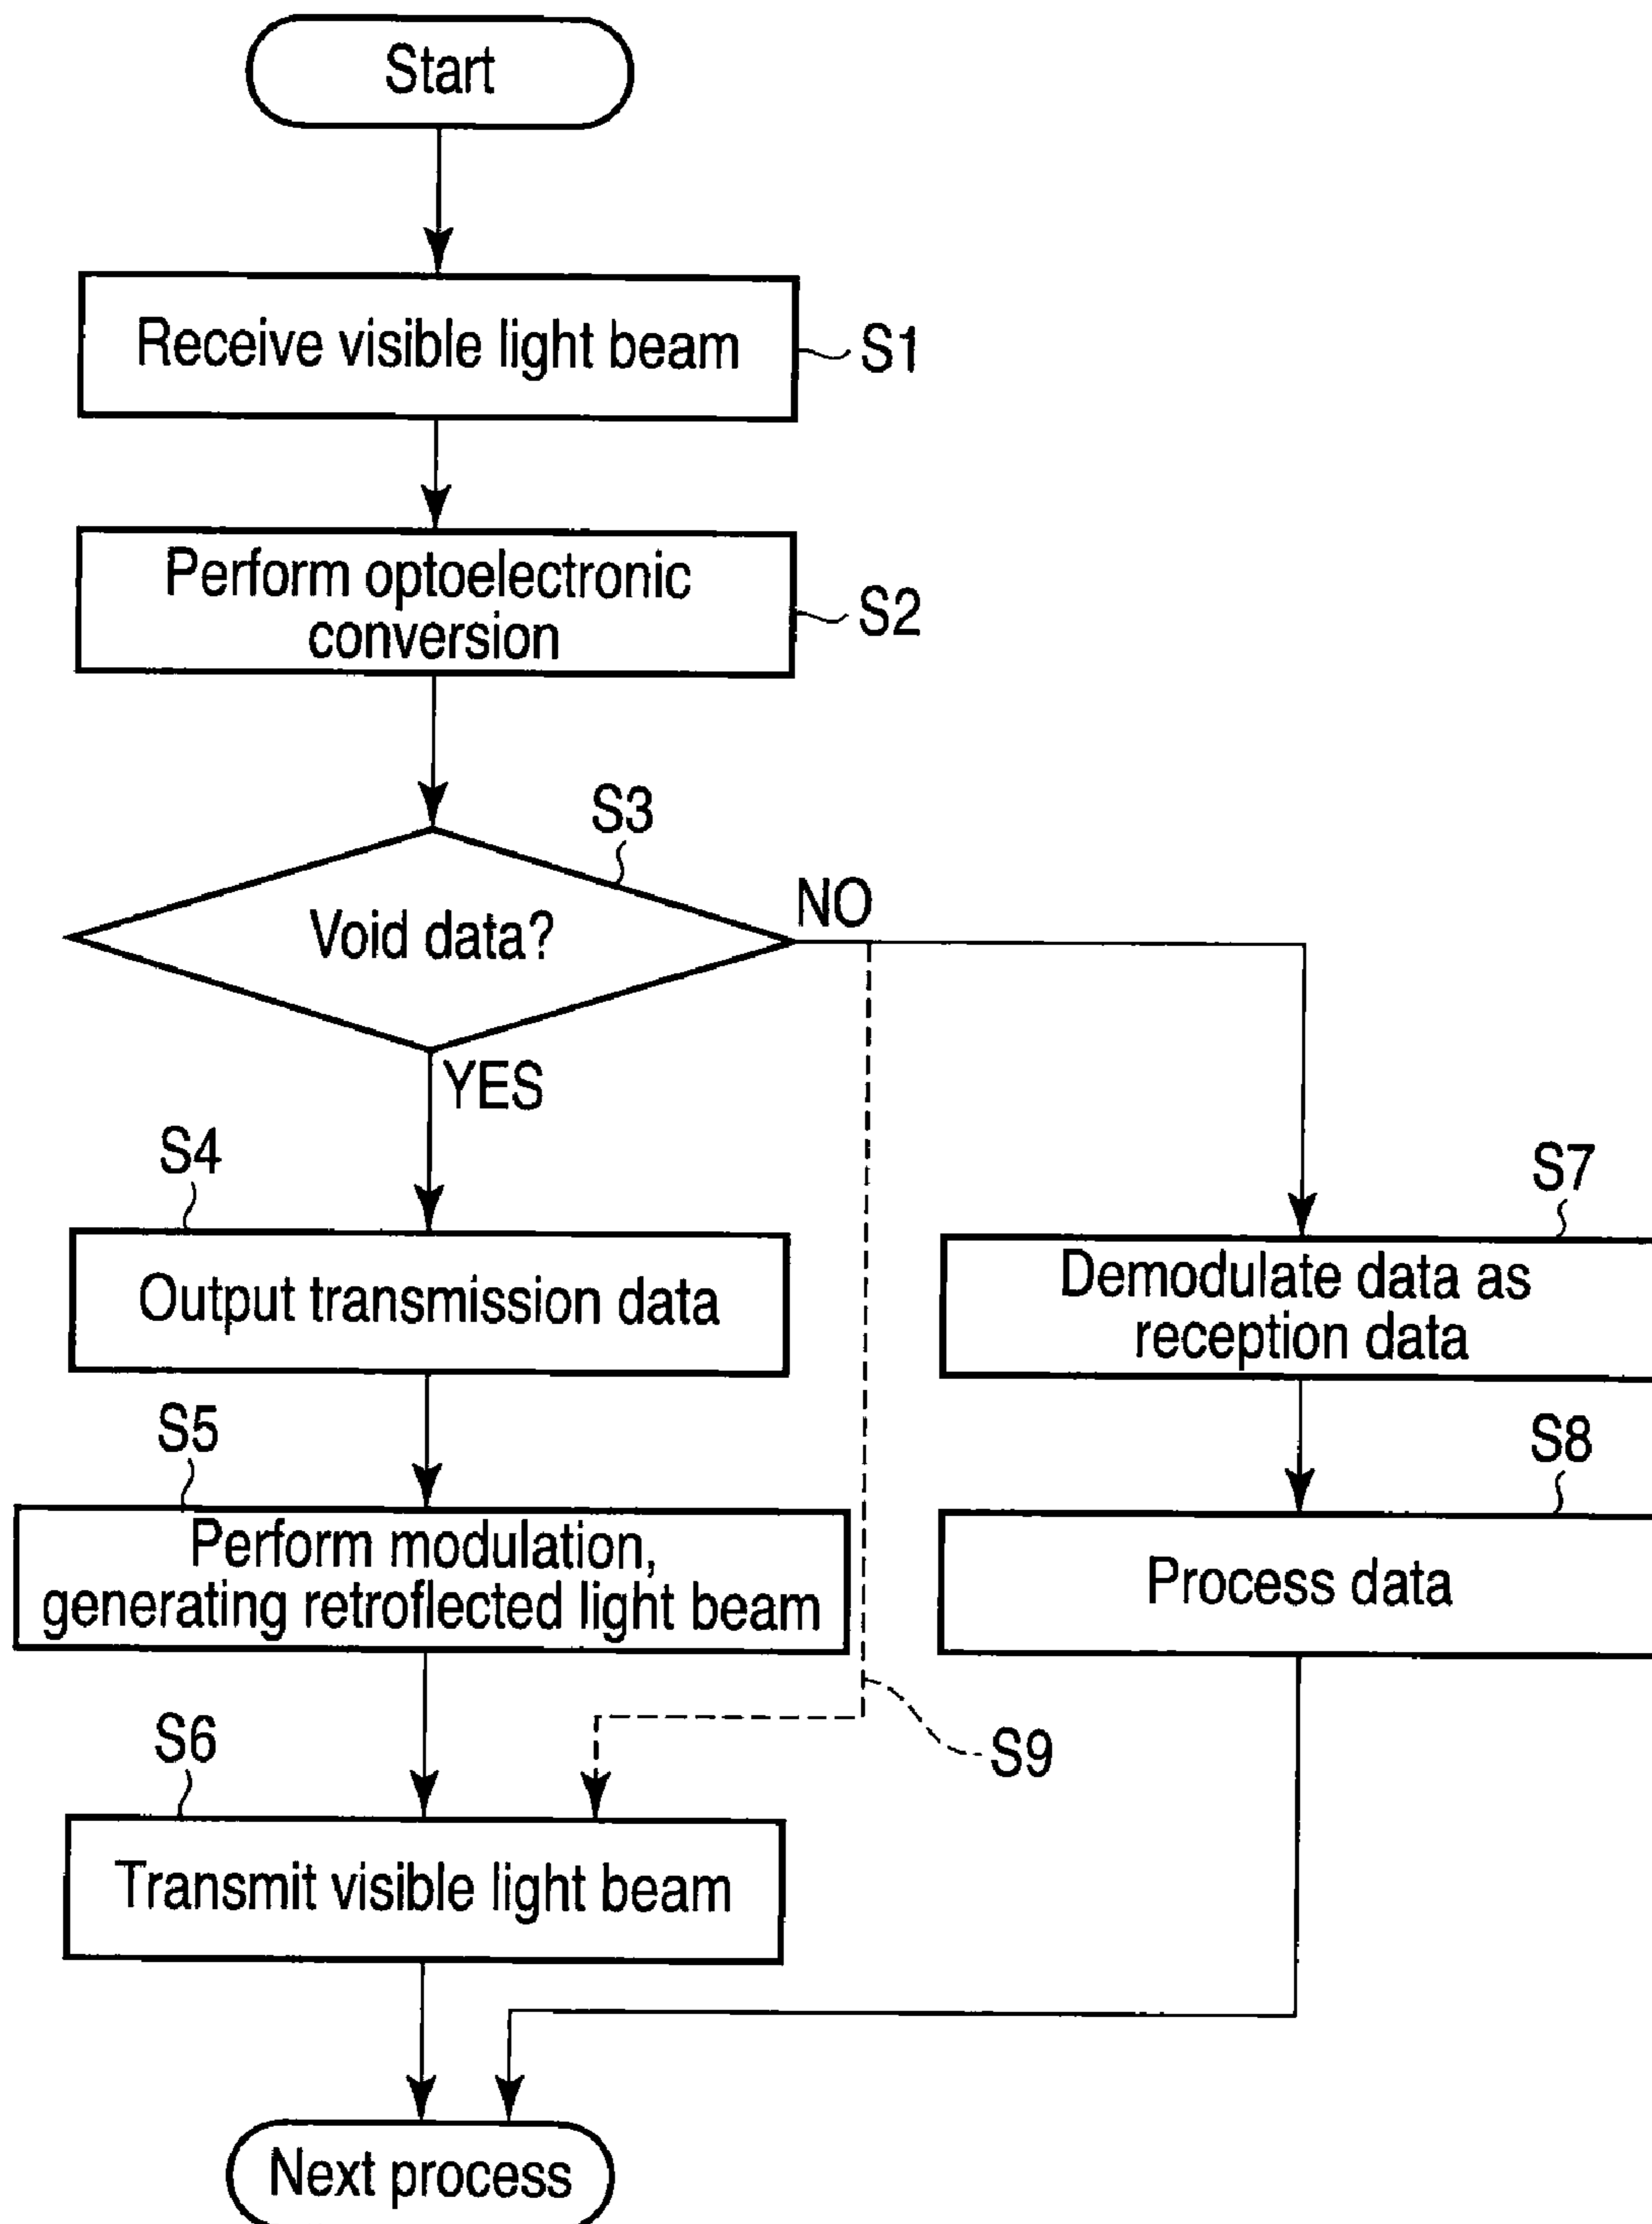 Start
Receive visible light beam
S1
Perform optoelectronic
conversion
S2
S3
Void data?
NO
YES
S4
Output transmission data
S5
Perform modulation,
generating retroflected light beam
S6
Transmit visible light beam
S7
Demodulate data as
reception data
S8
Process data
S9
Next process